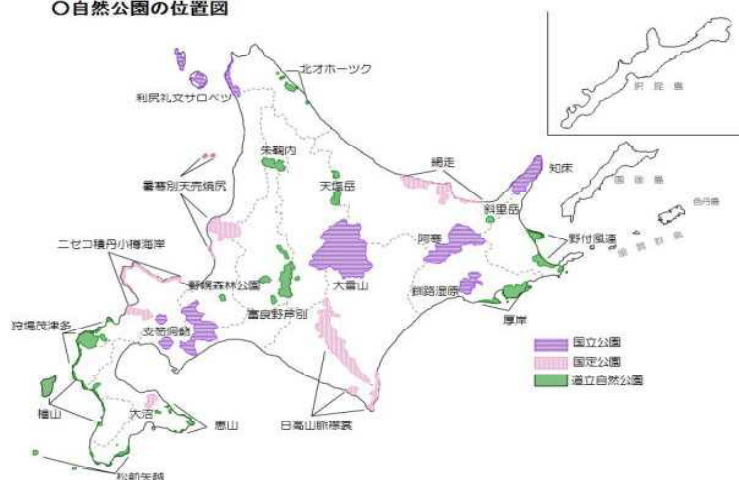 〇自然公園の位置図
北オホーツク
利尻礼文サロベツ
択捉島
朱鞠内
網走
知床
国後島
暑寒別天売焼尻
天塩岳
斜里岳
色丹島
ニセコ積丹小樽海岸
阿寒
野付風連
歯舞群島
野幌森林公園
大雪山
釧路湿原
富良野芦別
厚岸
狩場茂津多
支笏洞爺
国立公園
国定公園
道立自然公園
檜山
大沼
恵山
日高山脈襟裳
松前矢越